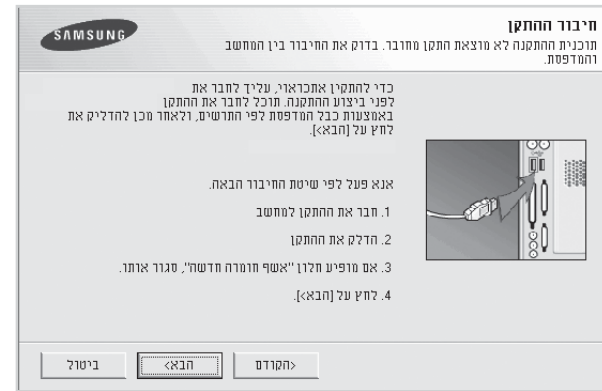 SAMSUNG
חיבור ההתקן
תוכנית ההתקנה לא מוצאת התקן מחובר. בדוק את החיבור בין המחשב
והמדפסת.
כדי להתקין אתכראוי, עליך לחבר את
לפני ביצוע ההתקנה. תוכל לחבר את ההתקן
באמצעות כבל המדפסת לפי התרשים, ולאחר מכן להדליק את
לחץ על [הבא>].
אנא פעל לפי שיטת החיבור הבאה.
1. חבר את ההתקן למחשב
2. הדלק את ההתקן
3. אם מופיע חלון "אשף חומרה חדשה", סגור אותו.
4. לחץ על [הבא>].
<הקודם
הבא>
ביטול